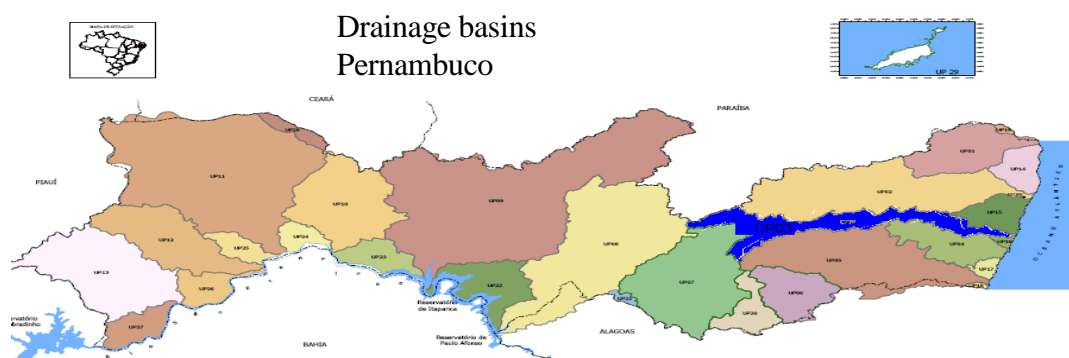 Drainage basins
Pernambuco
MAPA DE SITUAÇÃO
UP 29
CEARÁ
PARAÍBA
PIAUÍ
UP11
UP01
UP14
UP10
UP09
UP02
UP08
UP03
UP15
UP12
UP25
UP24
UP23
UP04
UP13
UP05
UP07
UP17
UP26
UP22
UP06
UP27
UP28
Reservatório
de Itaparica
Reservatório de
Paulo Afonso
ALAGOAS
BAHIA
OCEANO ATLÂNTICO